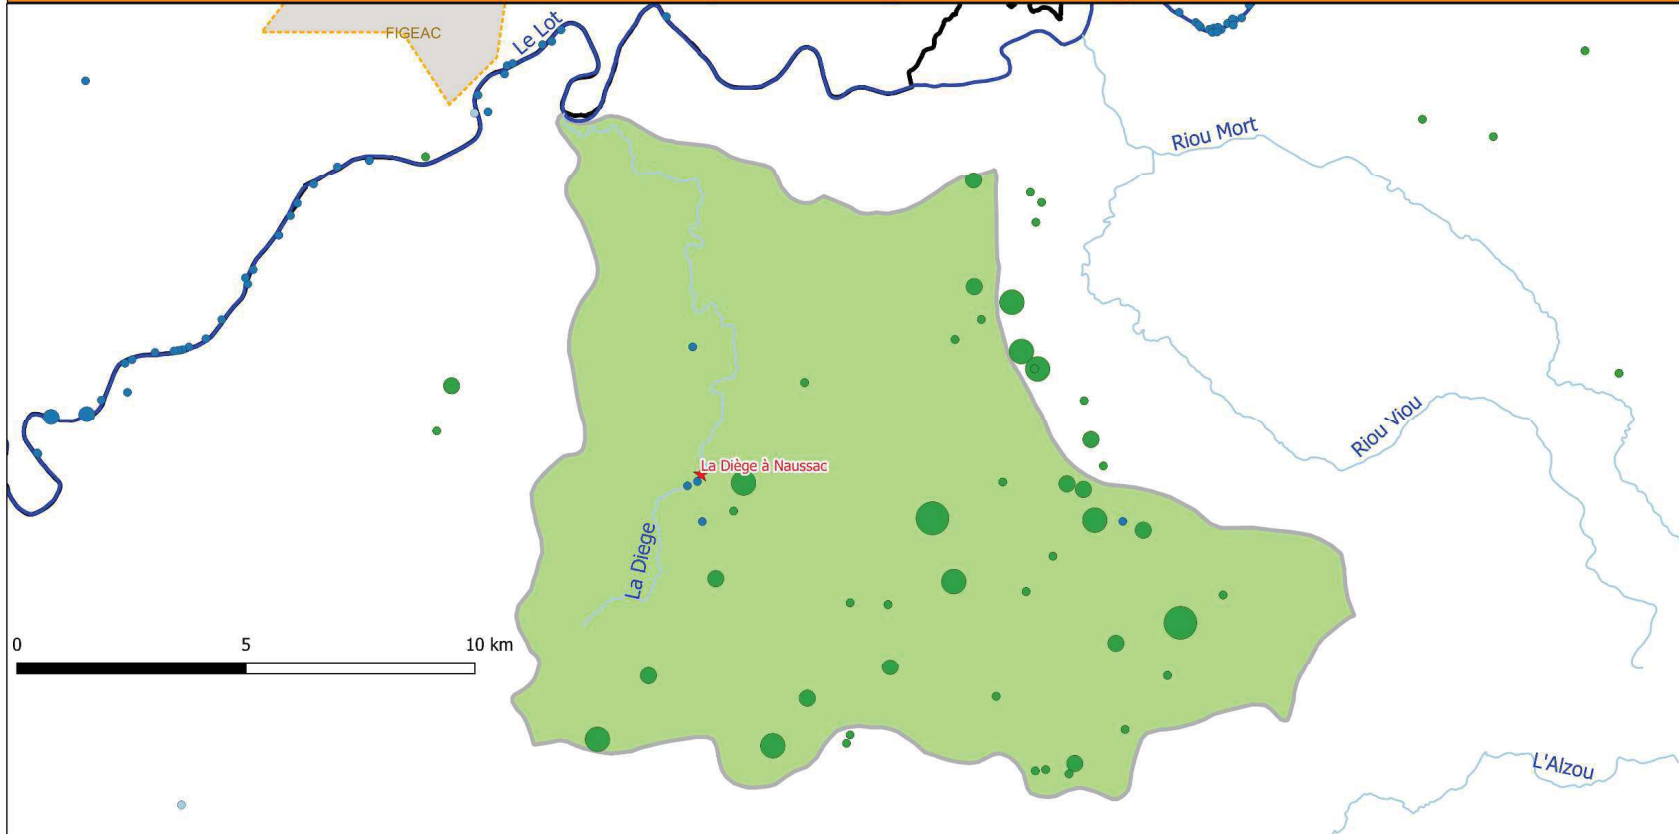 FIGEAC
Le Lot
Riou Mort
Riou Viou
La Diège à Naussac
La Diege
0 5 10 km
L'Alzou